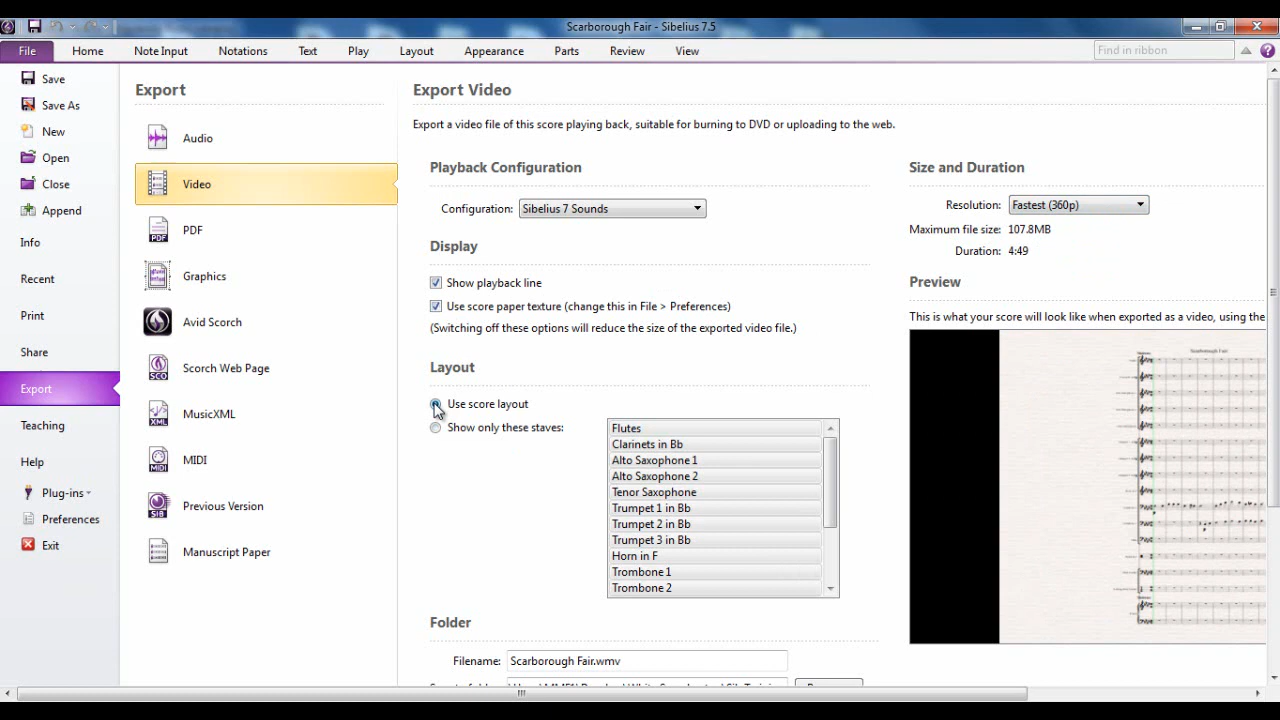 Scarborough Fair - Sibelius 7.5
File Home Note Input Notations Text Play Layout Appearance Parts Review View Find in ribbon
Save
Save As
New
Open
Close
Append
Info
Recent
Print
Share
Export
Teaching
Help
Plug-ins
Preferences
Exit
Export
Audio
Video
PDF
PDF
Graphics
Avid Scorch
SCO
Scorch Web Page
XML
MusicXML
MIDI
MIDI
SIB
Previous Version
Manuscript Paper
Export Video
Export a video file of this score playing back, suitable for burning to DVD or uploading to the web.
Playback Configuration
Configuration: Sibelius 7 Sounds
Display
Show playback line
Use score paper texture (change this in File > Preferences)
(Switching off these options will reduce the size of the exported video file.)
Layout
Use score layout
Show only these staves:
Flutes
Clarinets in Bb
Alto Saxophone 1
Alto Saxophone 2
Tenor Saxophone
Trumpet 1 in Bb
Trumpet 2 in Bb
Trumpet 3 in Bb
Horn in F
Trombone 1
Trombone 2
Folder
Filename: Scarborough Fair.wmv
Size and Duration
Resolution: Fastest (360p)
Maximum file size: 107.8MB
Duration: 4:49
Preview
This is what your score will look like when exported as a video, using the
Scarborough Fair